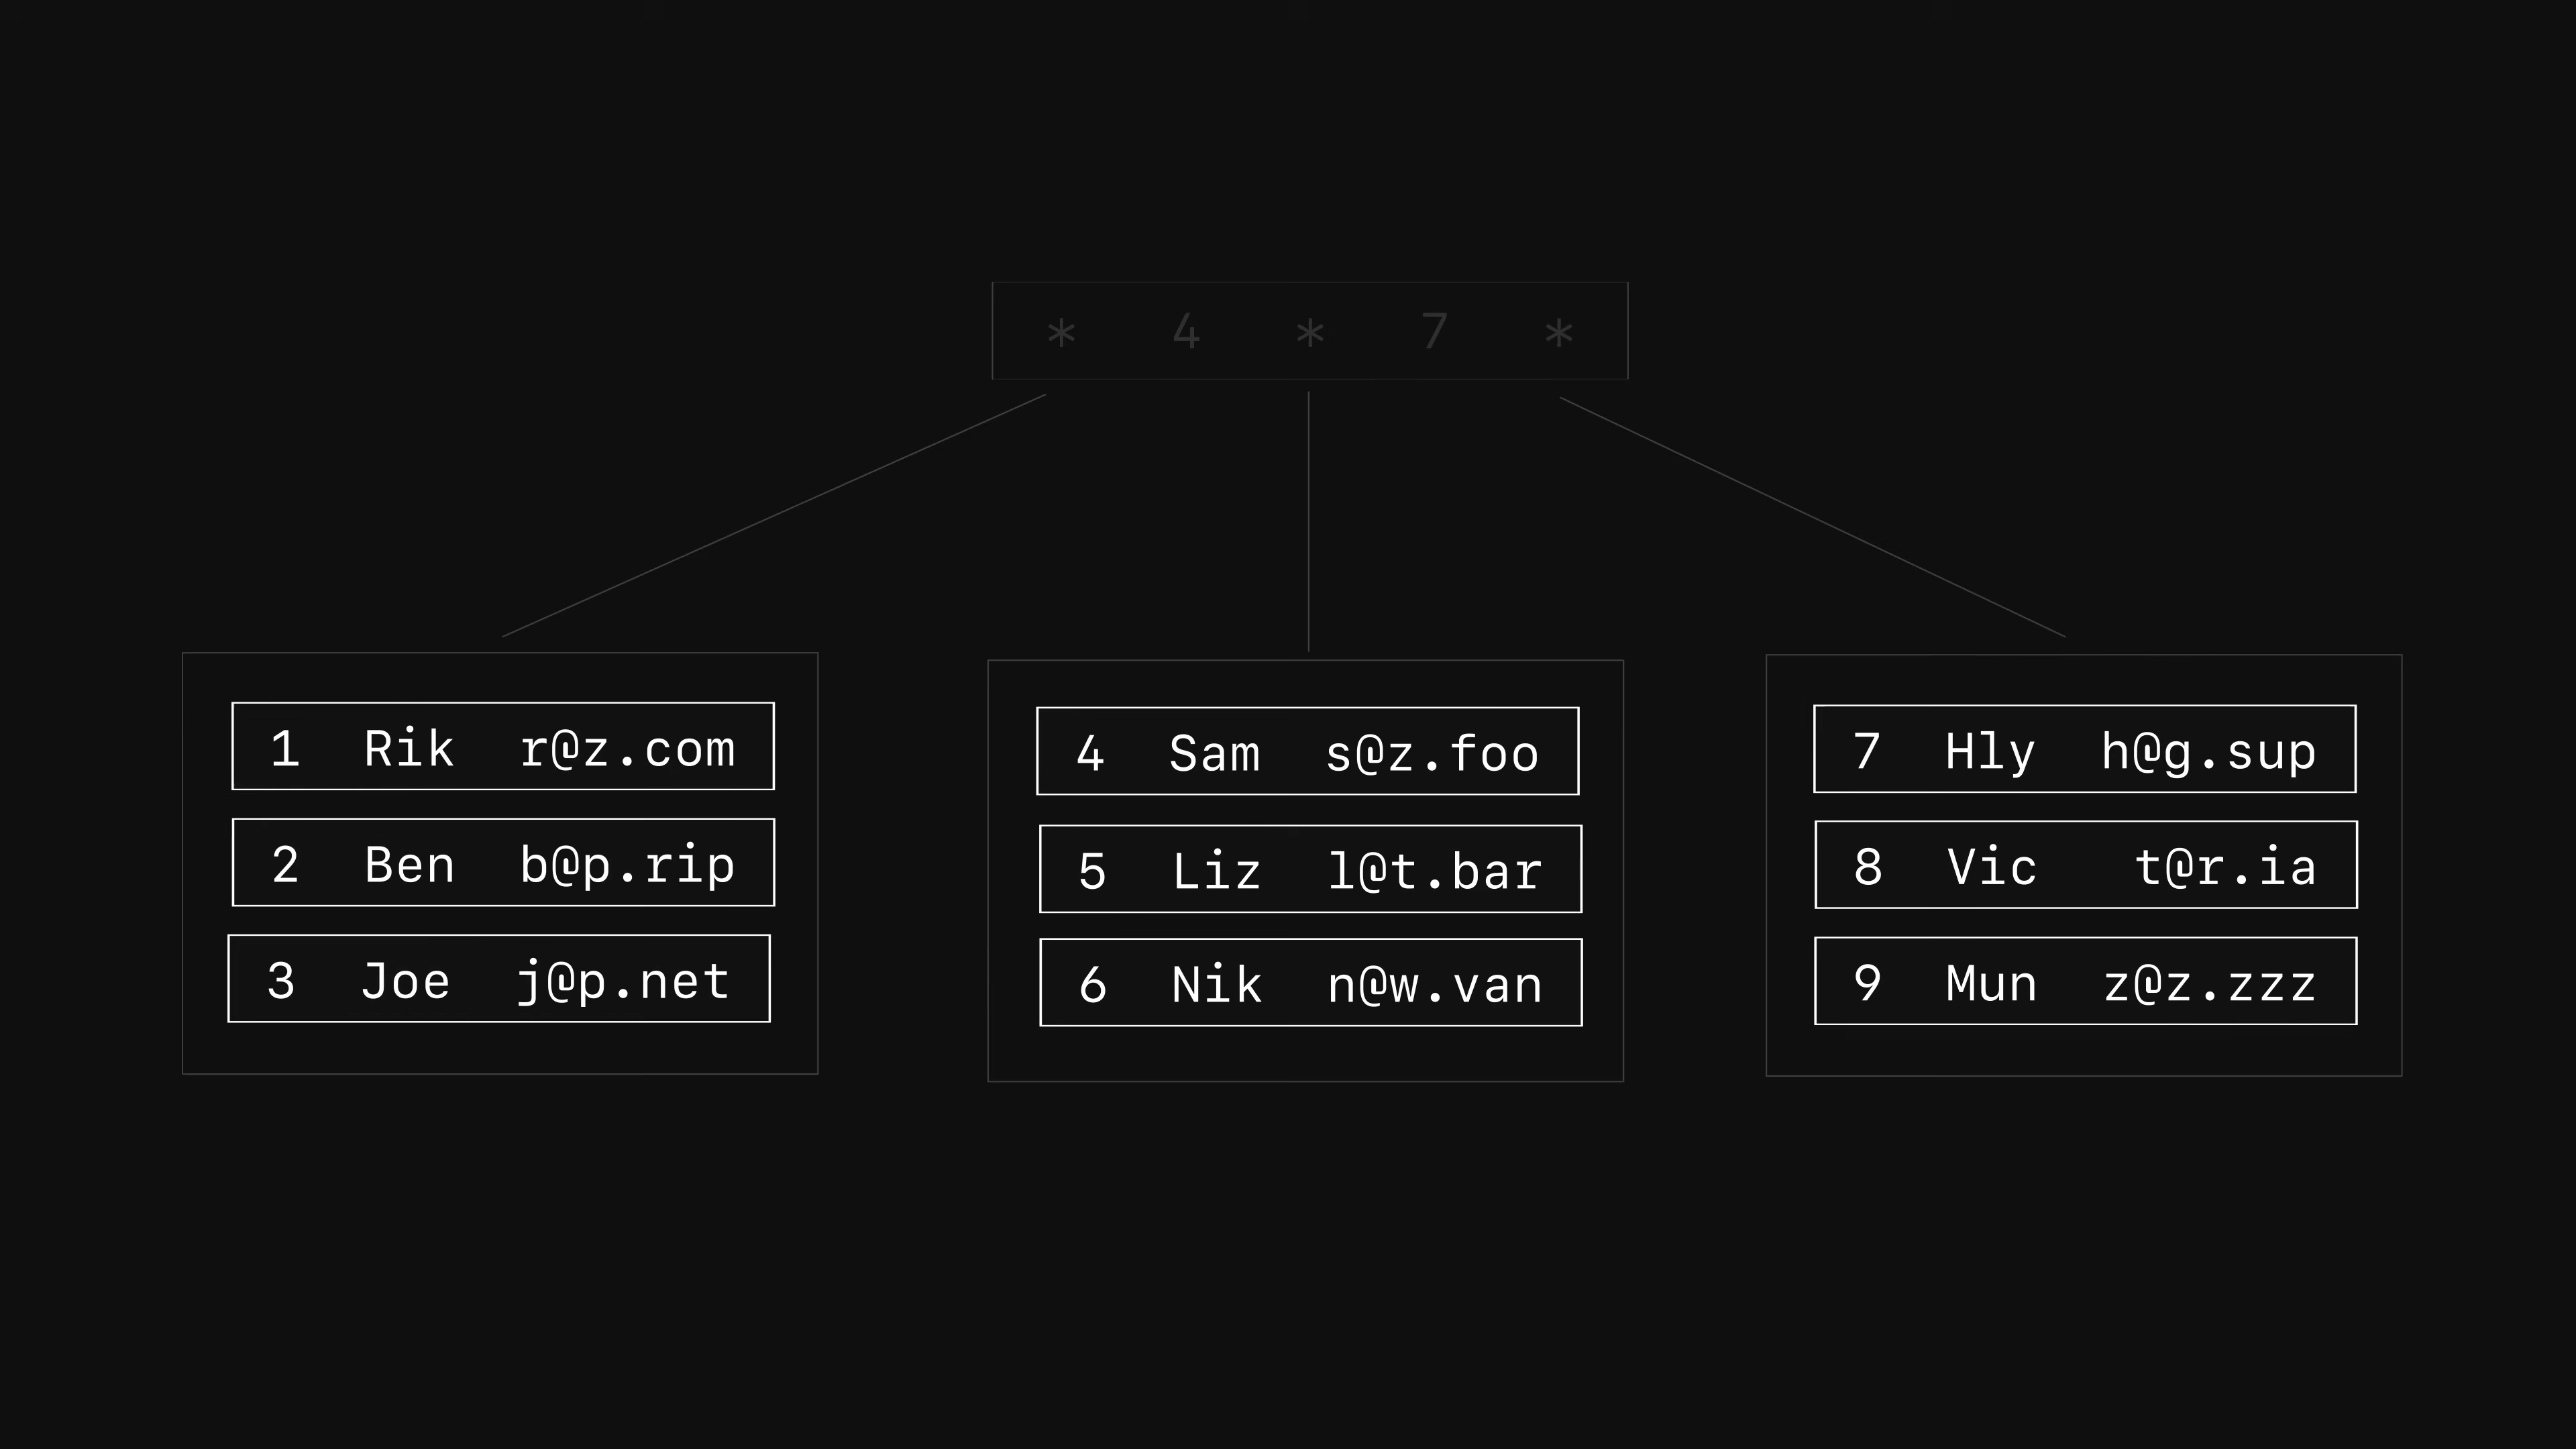 * 4 * 7 *
1 Rik r@z.com
2 Ben b@p.rip
3 Joe j@p.net
4 Sam s@z.foo
5 Liz l@t.bar
6 Nik n@w.van
7 Hly h@g.sup
8 Vic t@r.ia
9 Mun z@z.zzz